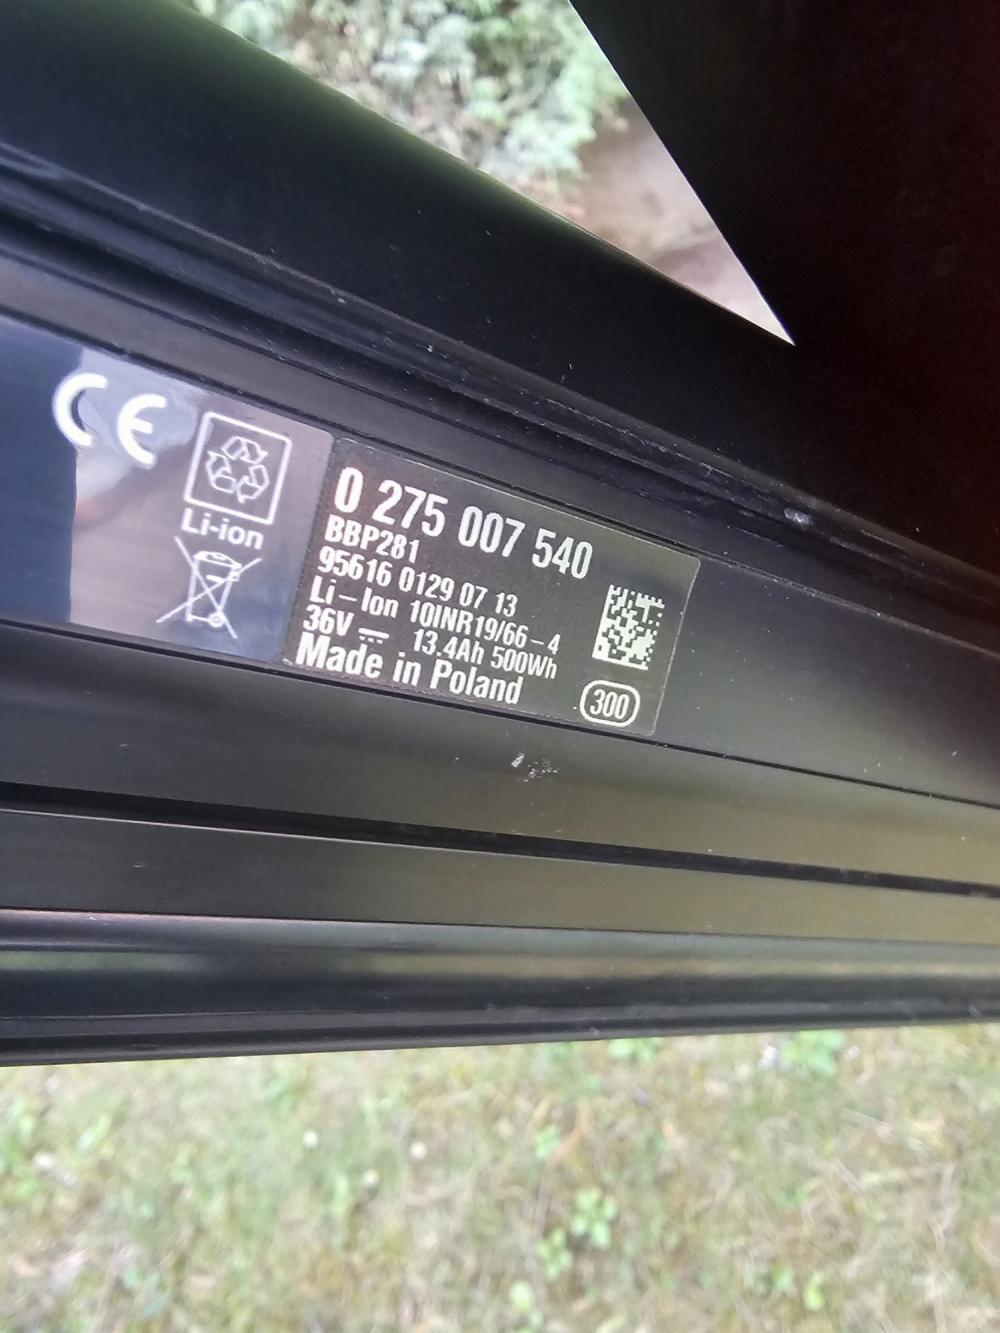 CE
Li-ion
0 275 007 540
BBP281
95616 0129 07 13
Li-Ion 10INR19/66-4
36V 13.4Ah 500Wh
Made in Poland
300